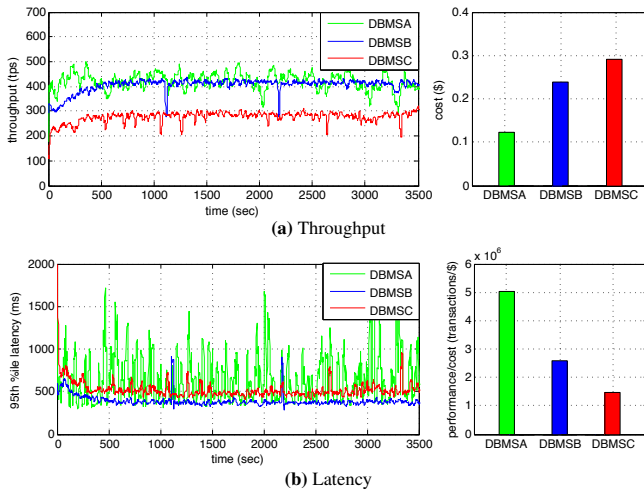 700
600
500
400
300
200
100
0
throughput (tps)
DBMSA
DBMSB
DBMSC
0 500 1000 1500 2000 2500 3000 3500
time (sec)
0.4
0.3
0.2
0.1
0
cost ($)
DBMSA DBMSB DBMSC
(a) Throughput
2000
1500
1000
500
0
95th %ile latency (ms)
DBMSA
DBMSB
DBMSC
0 500 1000 1500 2000 2500 3000 3500
time (sec)
x 10^6
6
5
4
3
2
1
0
performance/cost (transactions/$)
DBMSA DBMSB DBMSC
(b) Latency